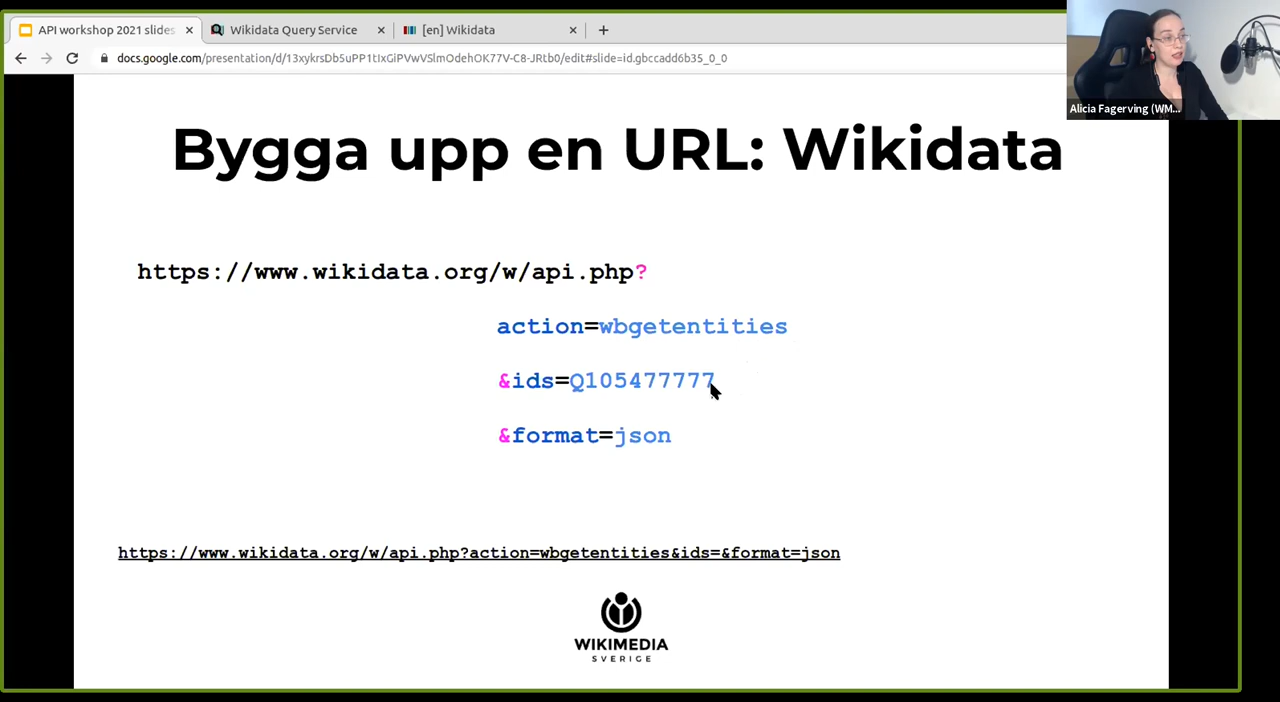 API workshop 2021 slides
Wikidata Query Service
[en] Wikidata
docs.google.com/presentation/d/13xykrsDb5uPP1tIxGiPVwVSlmOdehOK77V-C8-JRtb0/edit#slide=id.gbccadd6b35_0_0
Alicia Fagerving (WM...
Bygga upp en URL: Wikidata
https://www.wikidata.org/w/api.php?
action=wbgetentities
&ids=Q105477777
&format=json
https://www.wikidata.org/w/api.php?action=wbgetentities&ids=&format=json
WIKIMEDIA
SVERIGE